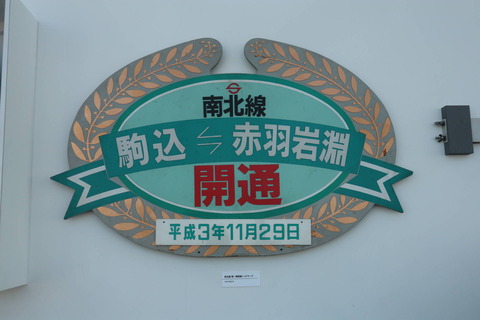 南北線
駒込 ⇋ 赤羽岩淵
開通
平成3年11月29日